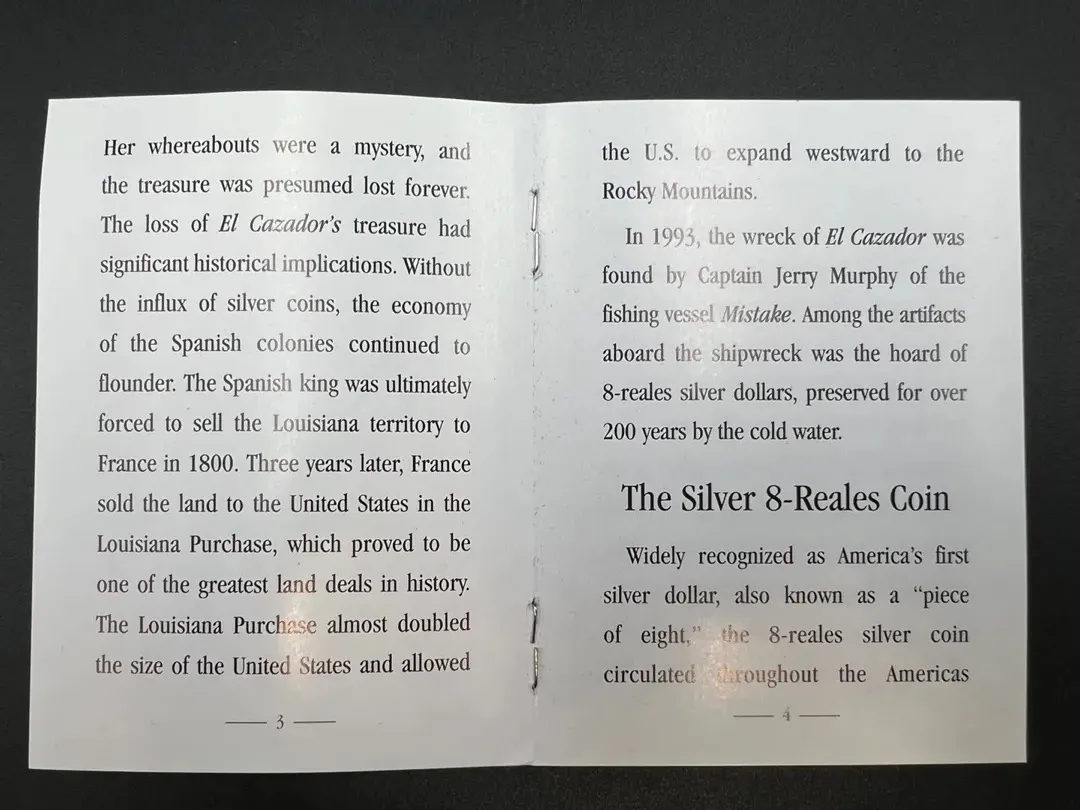 Her whereabouts were a mystery, and
the treasure was presumed lost forever.
The loss of El Cazador's treasure had
significant historical implications. Without
the influx of silver coins, the economy
of the Spanish colonies continued to
flounder. The Spanish king was ultimately
forced to sell the Louisiana territory to
France in 1800. Three years later, France
sold the land to the United States in the
Louisiana Purchase, which proved to be
one of the greatest land deals in history.
The Louisiana Purchase almost doubled
the size of the United States and allowed
3
the U.S. to expand westward to the
Rocky Mountains.
In 1993, the wreck of El Cazador was
found by Captain Jerry Murphy of the
fishing vessel Mistake. Among the artifacts
aboard the shipwreck was the hoard of
8-reales silver dollars, preserved for over
200 years by the cold water.
The Silver 8-Reales Coin
Widely recognized as America's first
silver dollar, also known as a “piece
of eight,” the 8-reales silver coin
circulated throughout the Americas
4